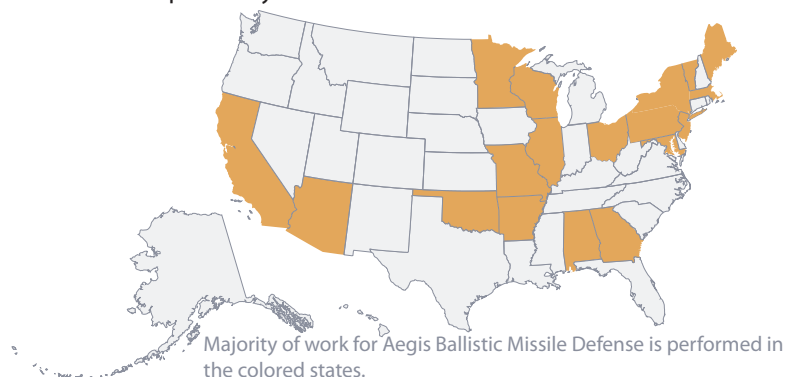 Majority of work for Aegis Ballistic Missile Defense is performed in
the colored states.